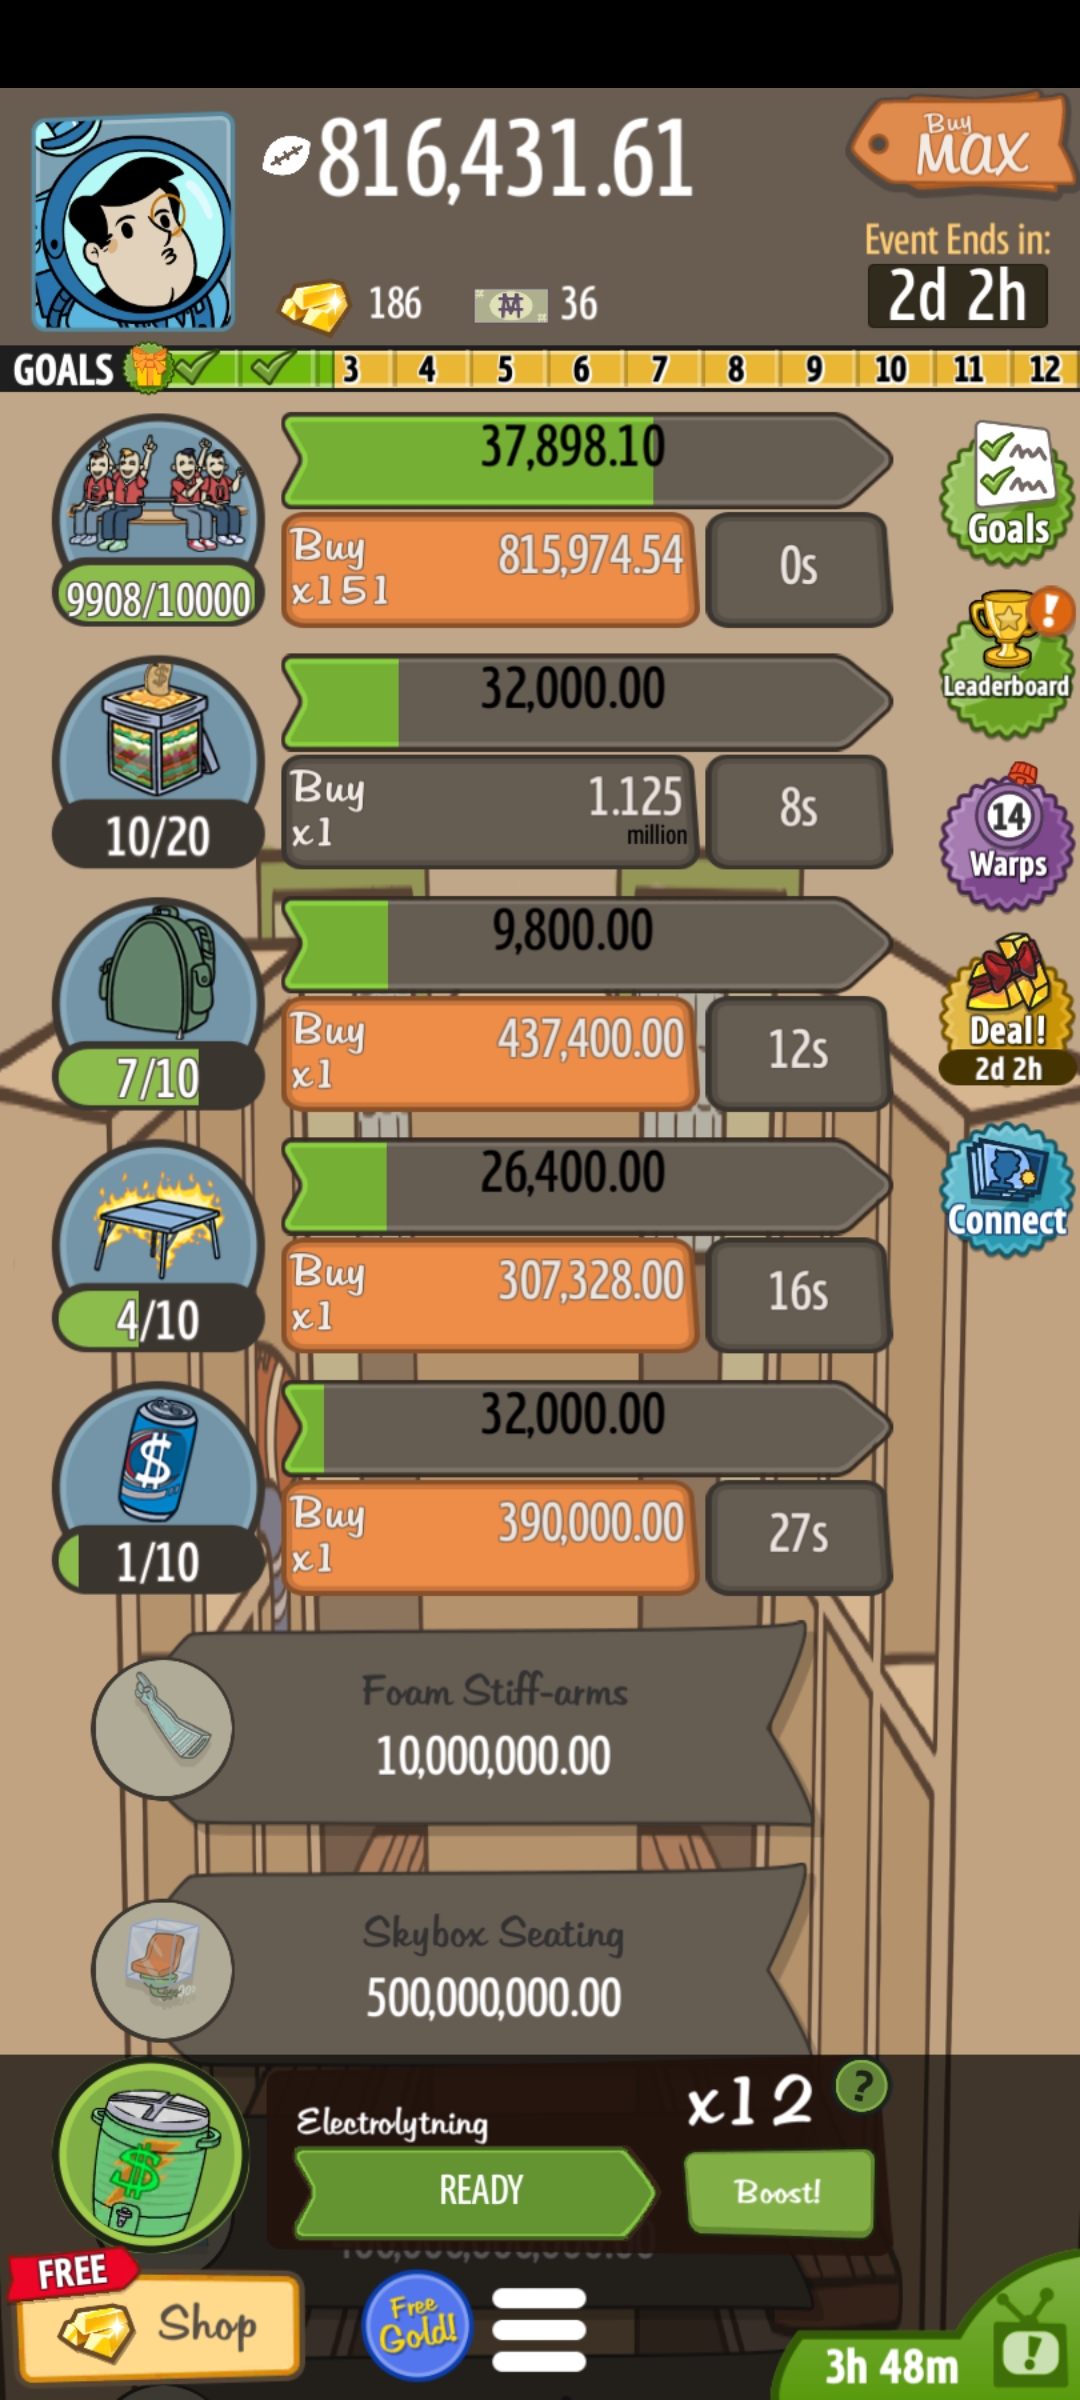 816,431.61
Buy
MAX
Event Ends in:
2d 2h
186
36
GOALS 3 4 5 6 7 8 9 10 11 12
37,898.10
Buy
x151
815,974.54
0s
9908/10000
Goals
32,000.00
Leaderboard
Buy
x1
1.125
million
8s
10/20
14
Warps
9,800.00
Buy
x1
437,400.00
12s
7/10
Deal!
2d 2h
26,400.00
Connect
Buy
x1
307,328.00
16s
4/10
32,000.00
Buy
x1
390,000.00
27s
1/10
Foam Stiff-arms
10,000,000.00
Skybox Seating
500,000,000.00
Electrolytning
x12
?
READY
Boost!
FREE
Shop
Free
Gold!
3h 48m